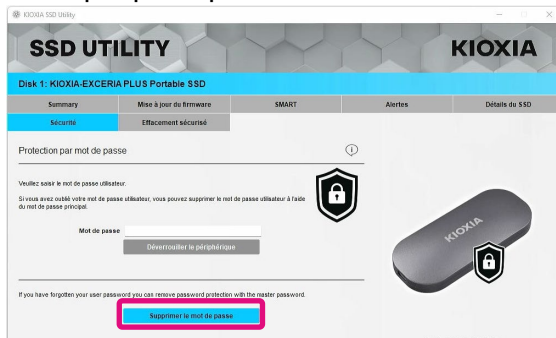 KIOXIA SSD Utility
SSD UTILITY
KIOXIA
Disk 1: KIOXIA-EXCERIA PLUS Portable SSD
Summary
Mise à jour du firmware
SMART
Alertes
Détails du SSD
Sécurité
Effacement sécurisé
Protection par mot de passe
Veuillez saisir le mot de passe utilisateur.
Si vous avez oublié votre mot de passe utilisateur, vous pouvez supprimer le mot de passe utilisateur à l'aide
du mot de passe principal.
Mot de passe
Déverrouiller le périphérique
KIOXIA
If you have forgotten your user password you can remove password protection with the master password.
Supprimer le mot de passe